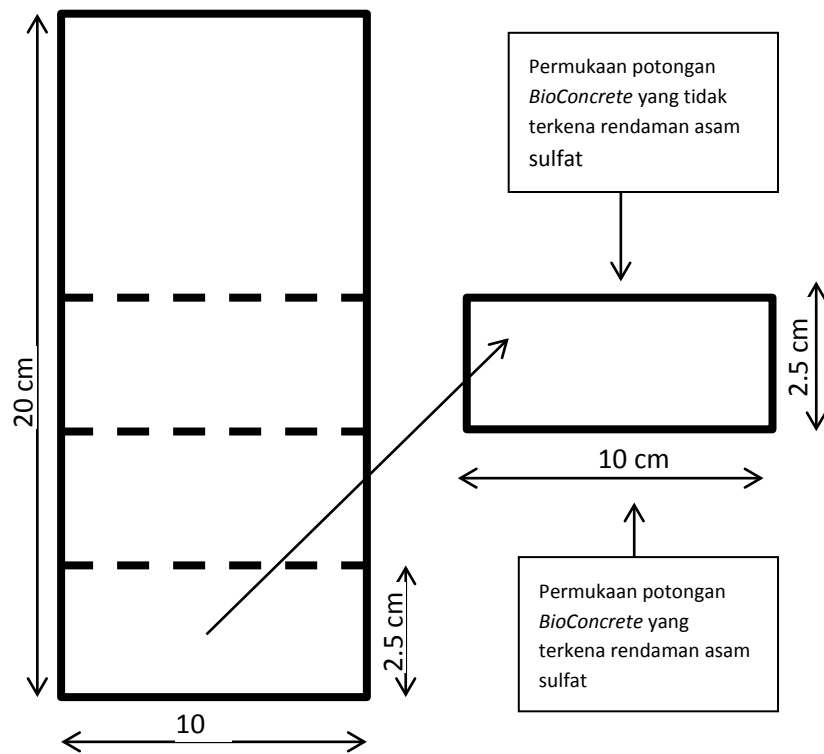 Permukaan potongan
BioConcrete yang tidak
terkena rendaman asam
sulfat
20 cm
2.5 cm
10 cm
2.5 cm
10
Permukaan potongan
BioConcrete yang
terkena rendaman asam
sulfat